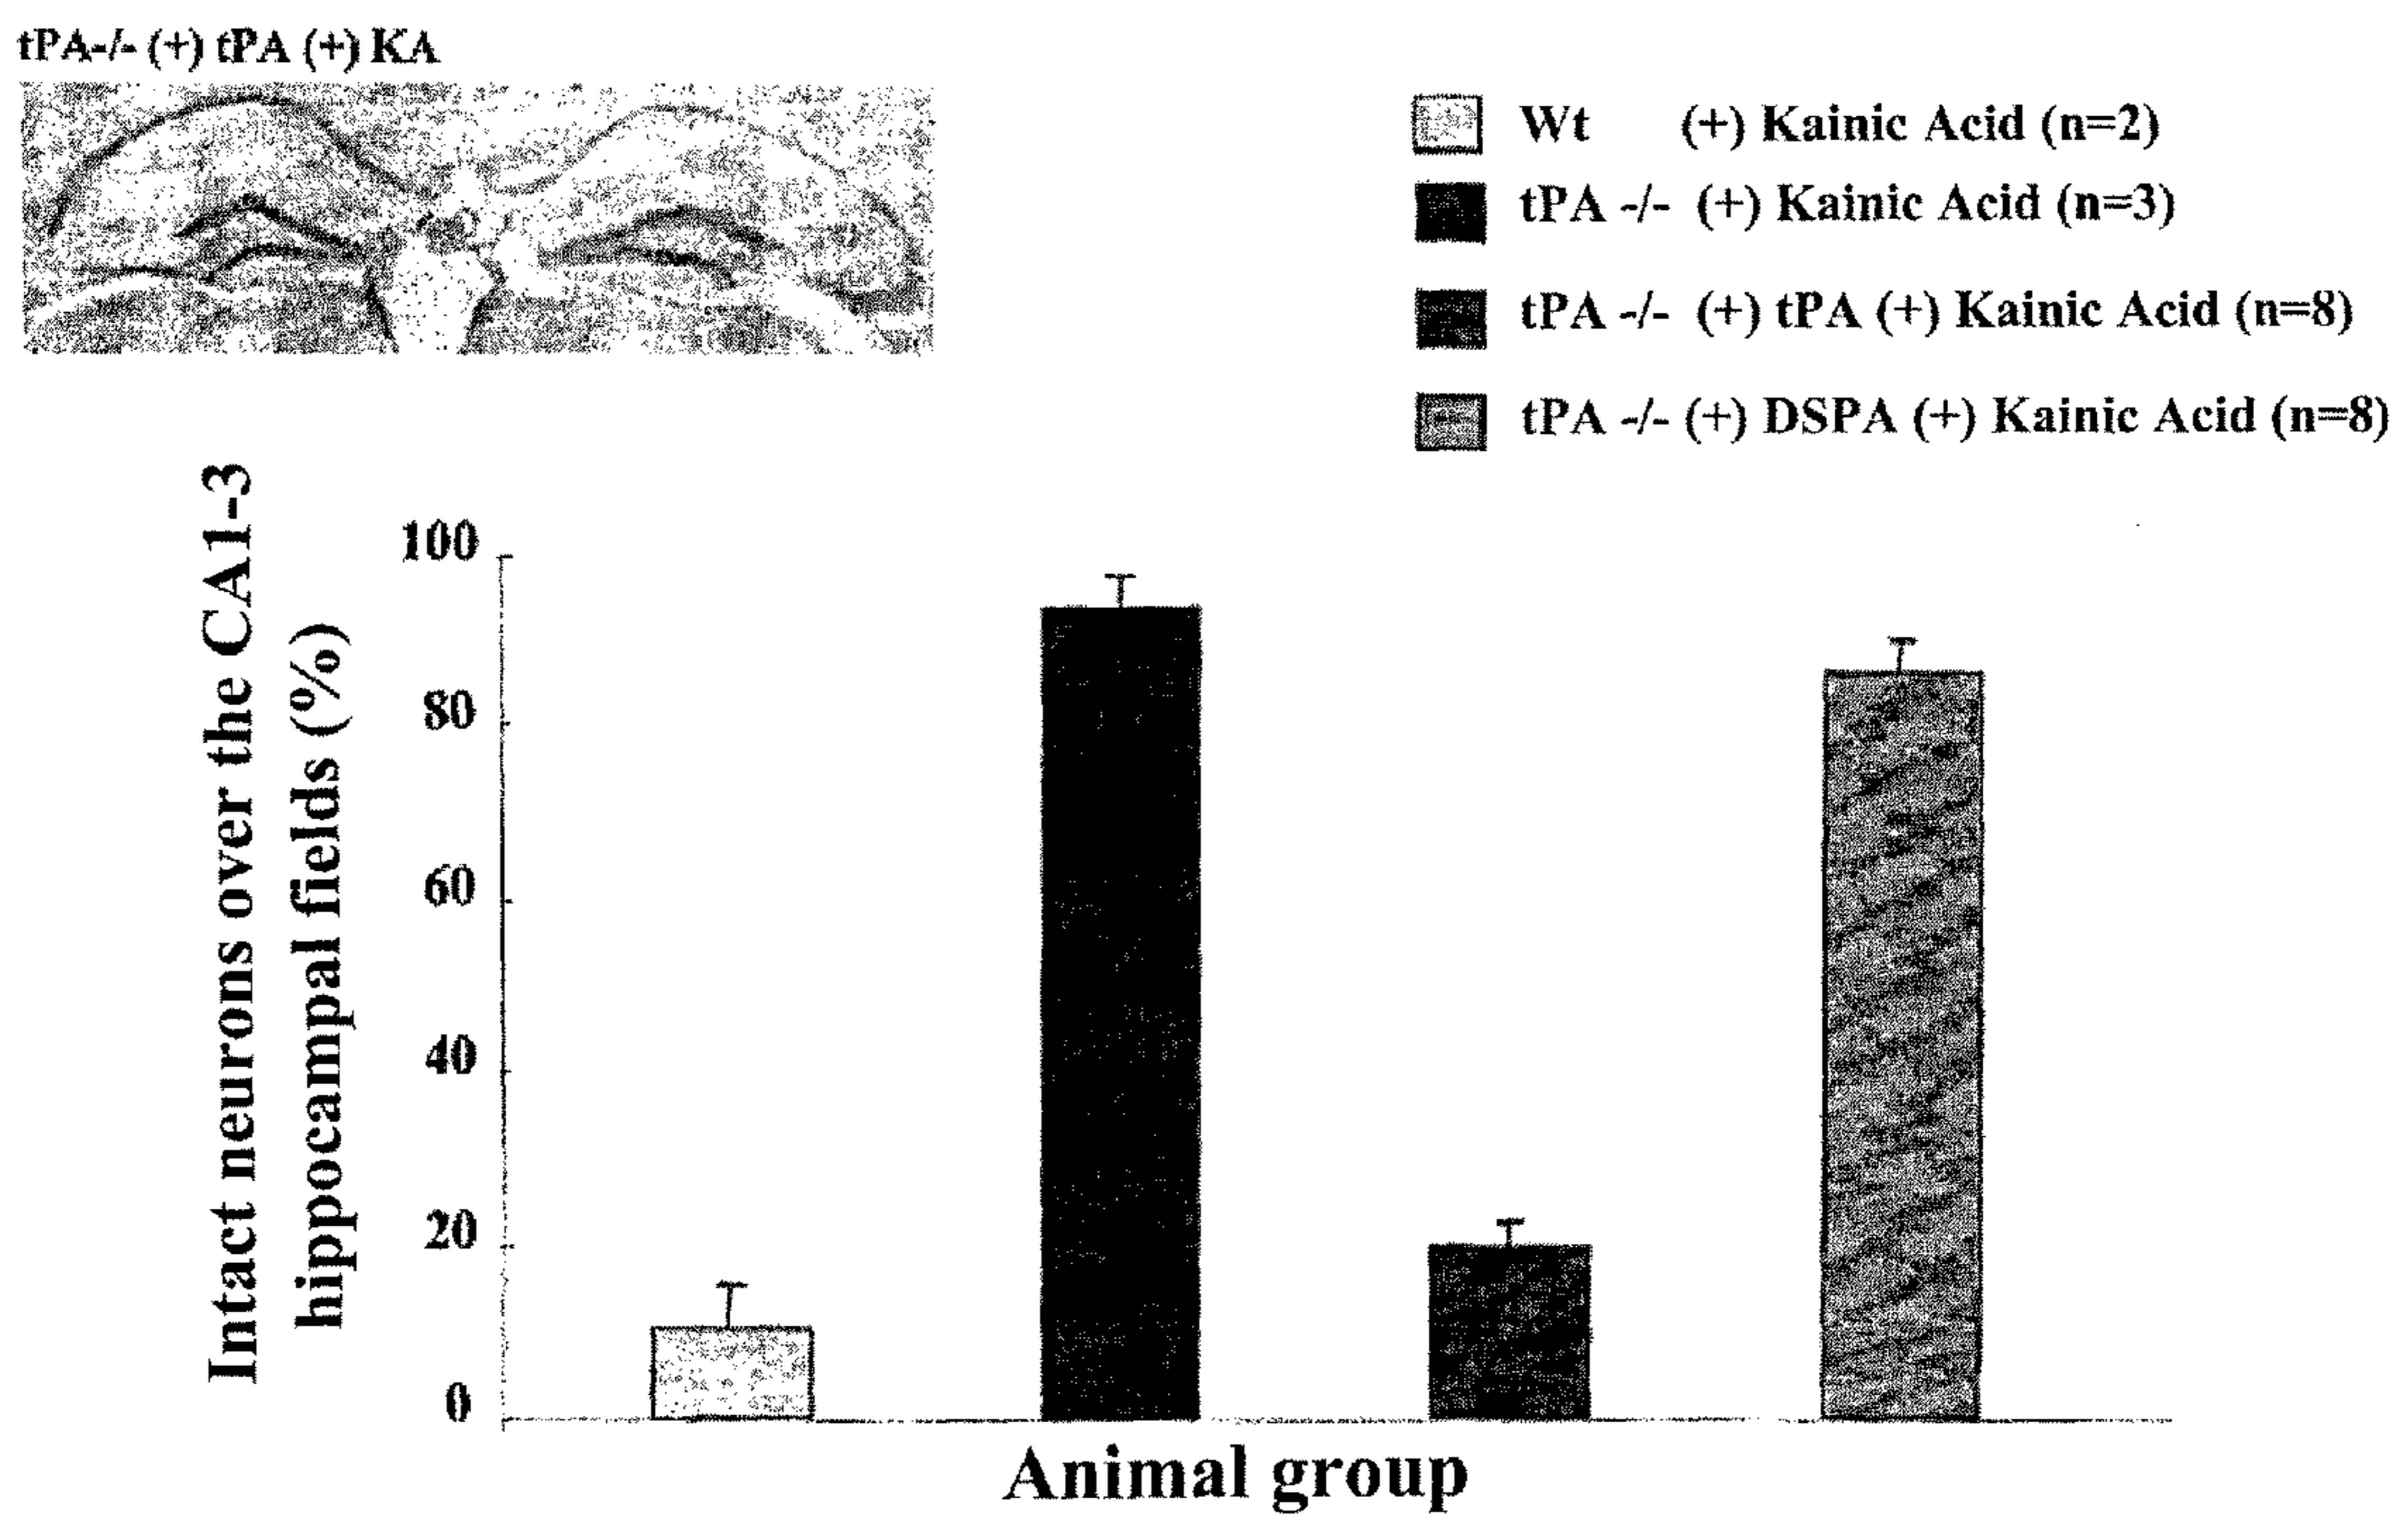 tPA-/- (+) tPA (+) KA
Wt (+) Kainic Acid (n=2)
tPA -/- (+) Kainic Acid (n=3)
tPA -/- (+) tPA (+) Kainic Acid (n=8)
tPA -/- (+) DSPA (+) Kainic Acid (n=8)
Intact neurons over the CA1-3
hippocampal fields (%)
100
80
60
40
20
0
Animal group